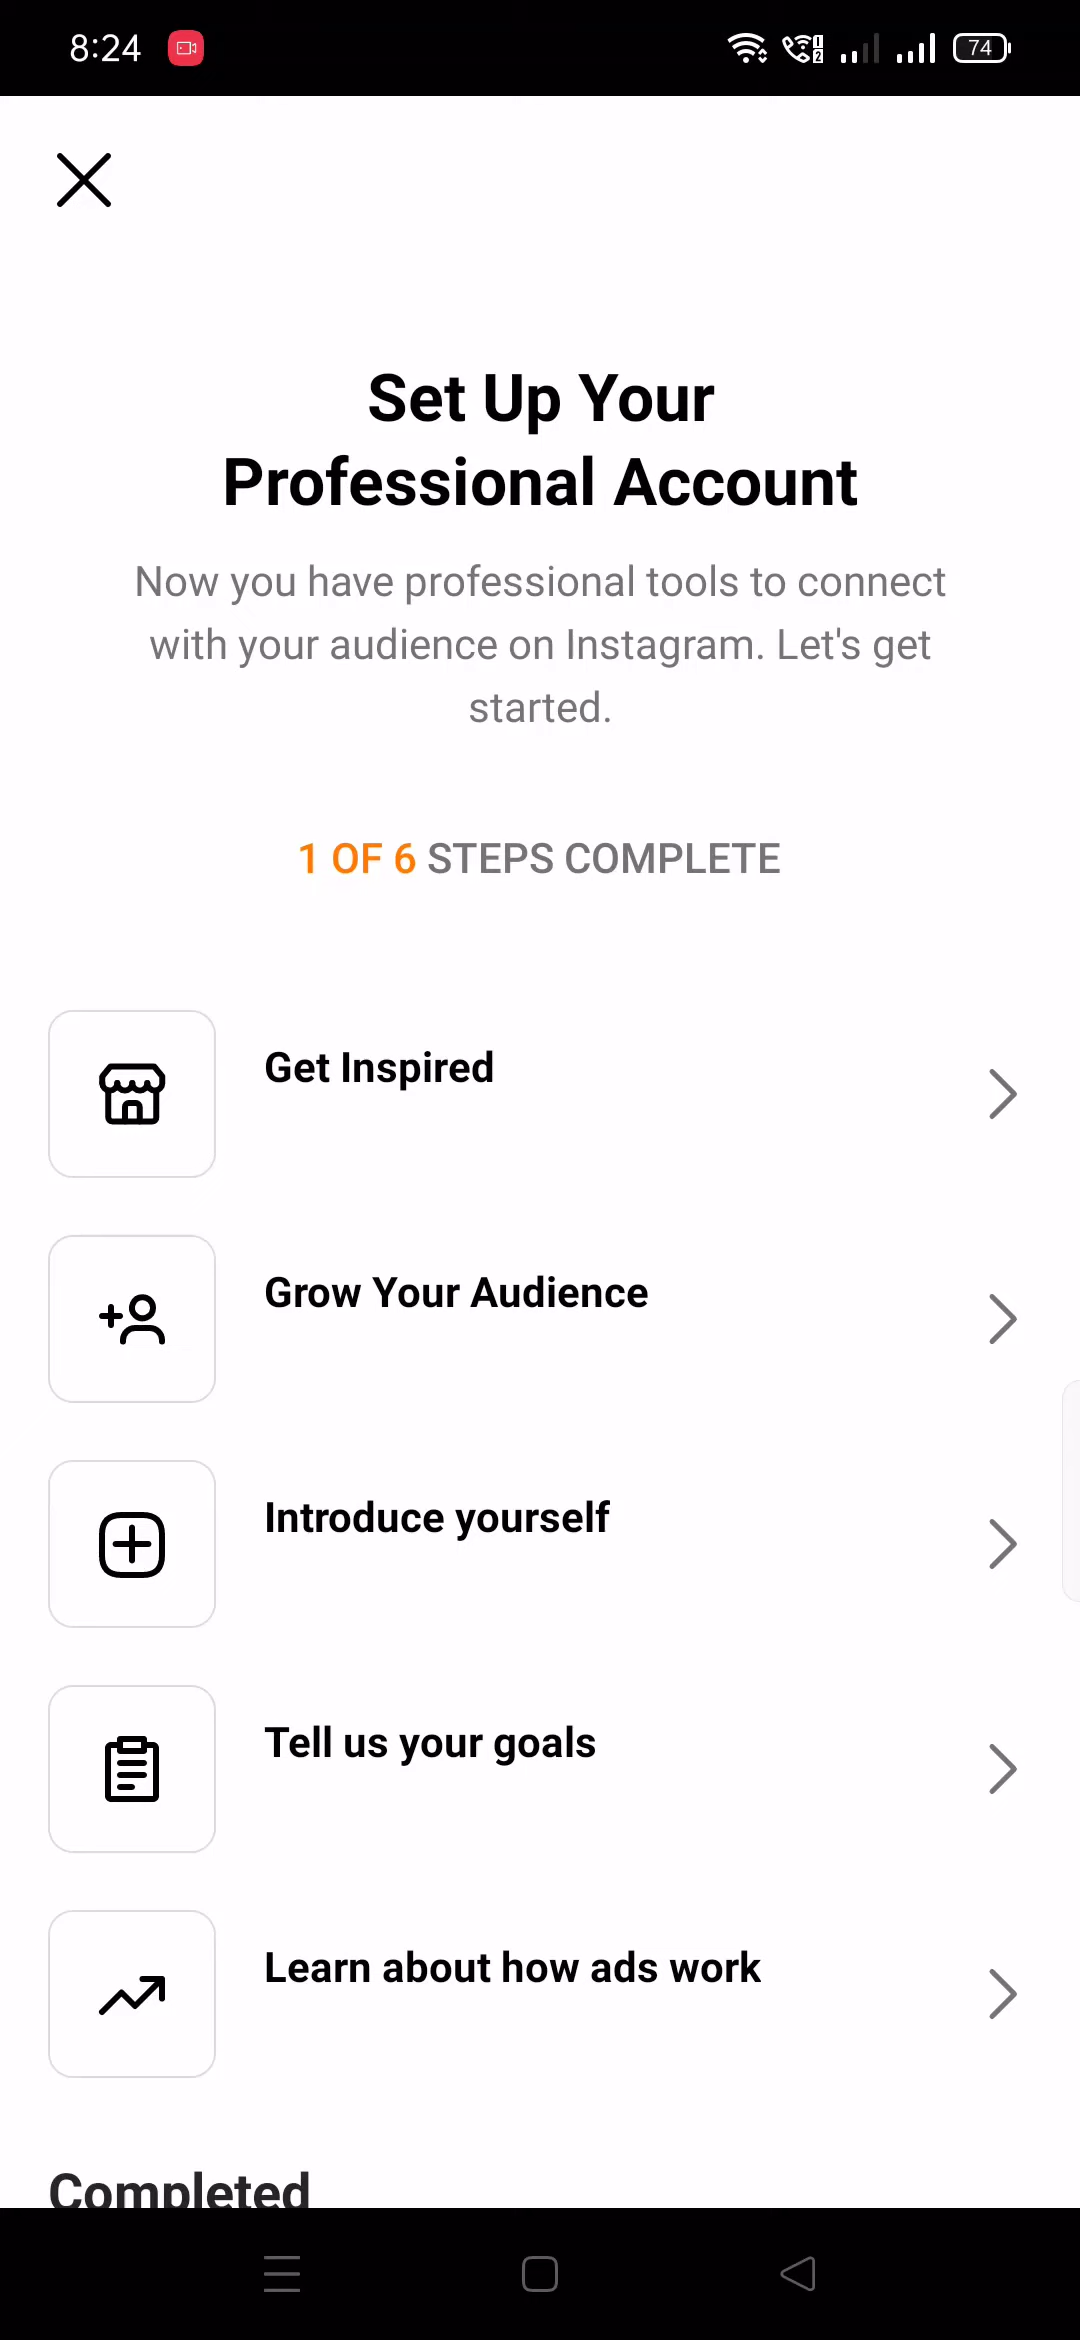 8:24
74
Set Up Your
Professional Account
Now you have professional tools to connect
with your audience on Instagram. Let's get
started.
1 OF 6 STEPS COMPLETE
Get Inspired
Grow Your Audience
Introduce yourself
Tell us your goals
Learn about how ads work
Completed